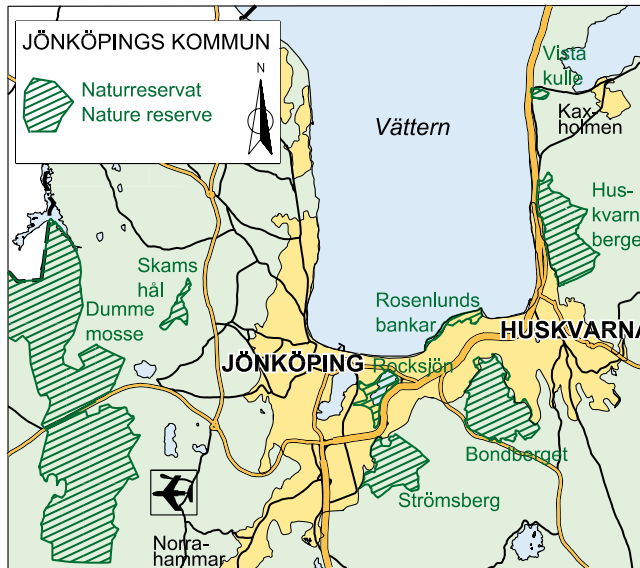 JÖNKÖPINGS KOMMUN
Naturreservat
Nature reserve
N
Vista
kulle
Kax-
holmen
Vättern
Hus-
kvarn
berge
Skams
hål
Dumme
mosse
Rosenlunds
bankar
HUSKVARNA
JÖNKÖPING
Rocksjön
Bondberget
Strömsberg
Norra-
hammar